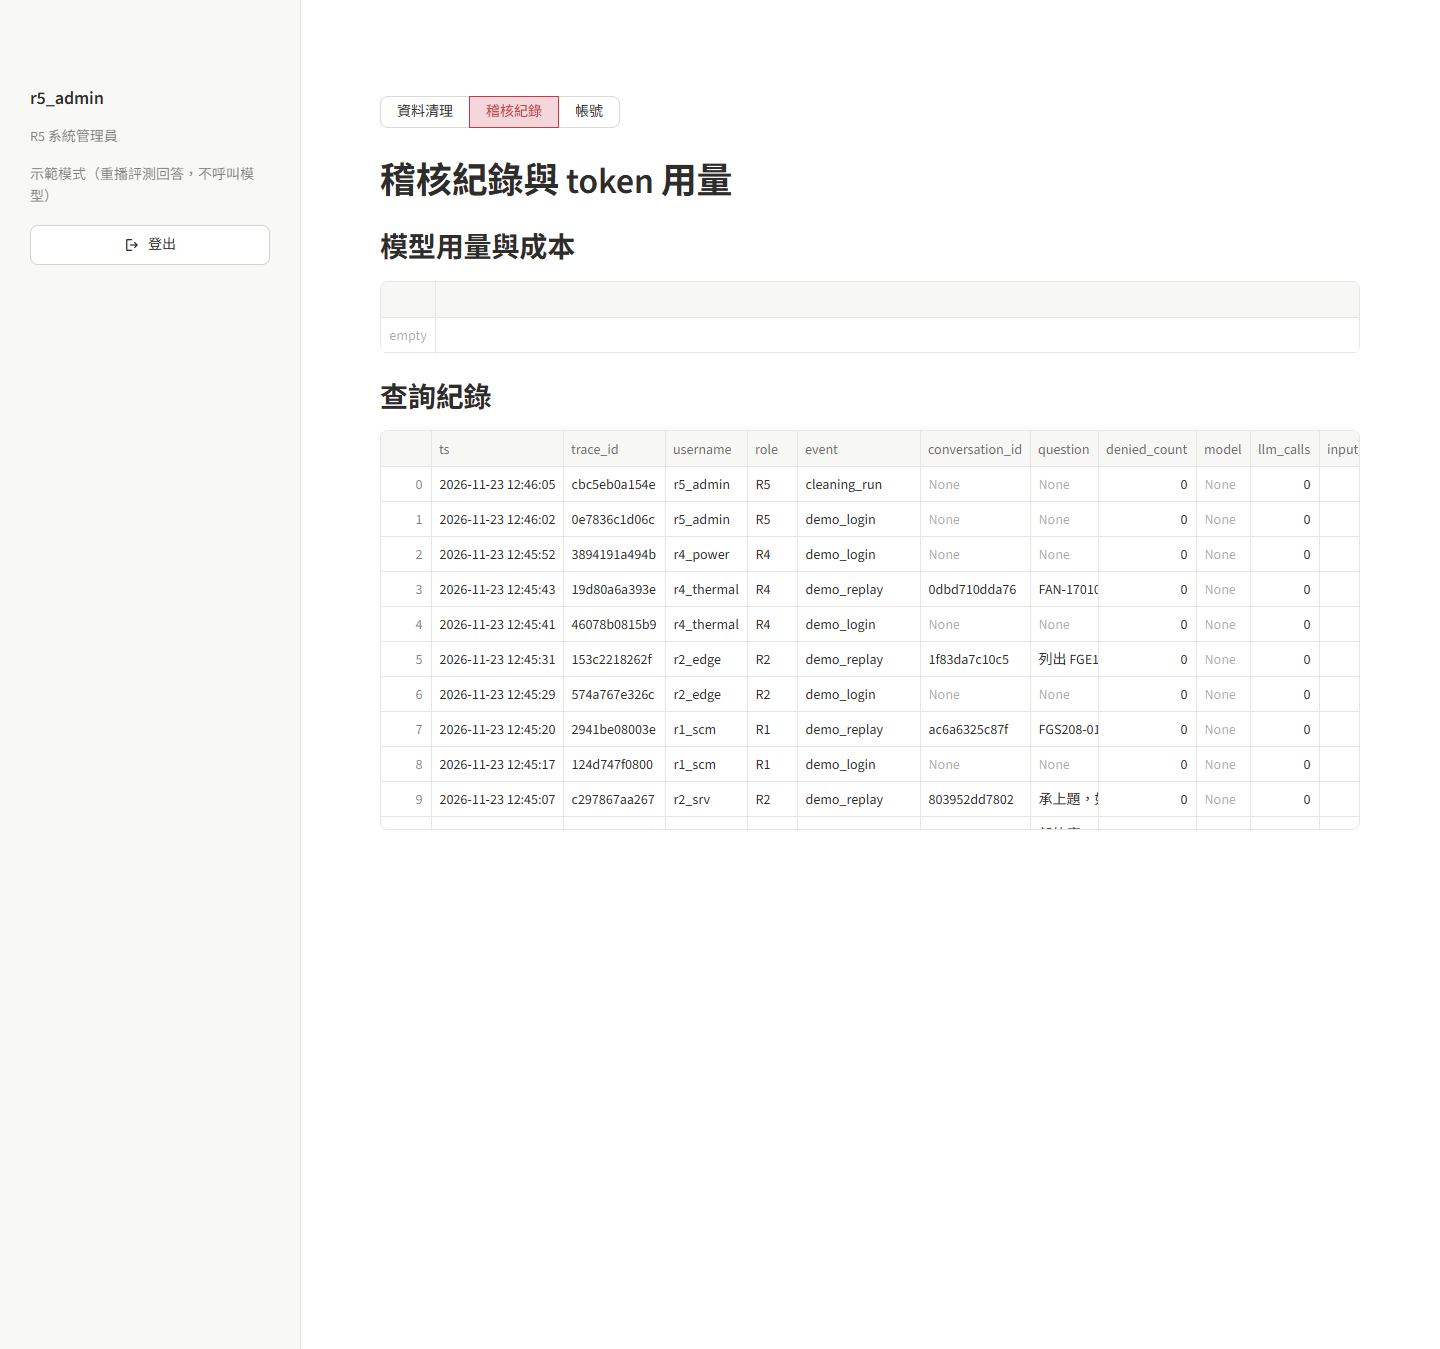 r5_admin
R5 系統管理員
示範模式（重播評測回答，不呼叫模
型）
登出
資料清理 稽核紀錄 帳號
稽核紀錄與 token 用量
模型用量與成本
empty
查詢紀錄
ts trace_id username role event conversation_id question denied_count model llm_calls input
0 2026-11-23 12:46:05 cbc5eb0a154e r5_admin R5 cleaning_run None None 0 None 0
1 2026-11-23 12:46:02 0e7836c1d06c r5_admin R5 demo_login None None 0 None 0
2 2026-11-23 12:45:52 3894191a494b r4_power R4 demo_login None None 0 None 0
3 2026-11-23 12:45:43 19d80a6a393e r4_thermal R4 demo_replay 0dbd710dda76 FAN-1701 0 None 0
4 2026-11-23 12:45:41 46078b0815b9 r4_thermal R4 demo_login None None 0 None 0
5 2026-11-23 12:45:31 153c2218262f r2_edge R2 demo_replay 1f83da7c10c5 列出 FGE1 0 None 0
6 2026-11-23 12:45:29 574a767e326c r2_edge R2 demo_login None None 0 None 0
7 2026-11-23 12:45:20 2941be08003e r1_scm R1 demo_replay ac6a6325c87f FGS208-01 0 None 0
8 2026-11-23 12:45:17 124d747f0800 r1_scm R1 demo_login None None 0 None 0
9 2026-11-23 12:45:07 c297867aa267 r2_srv R2 demo_replay 803952dd7802 承上題， 0 None 0